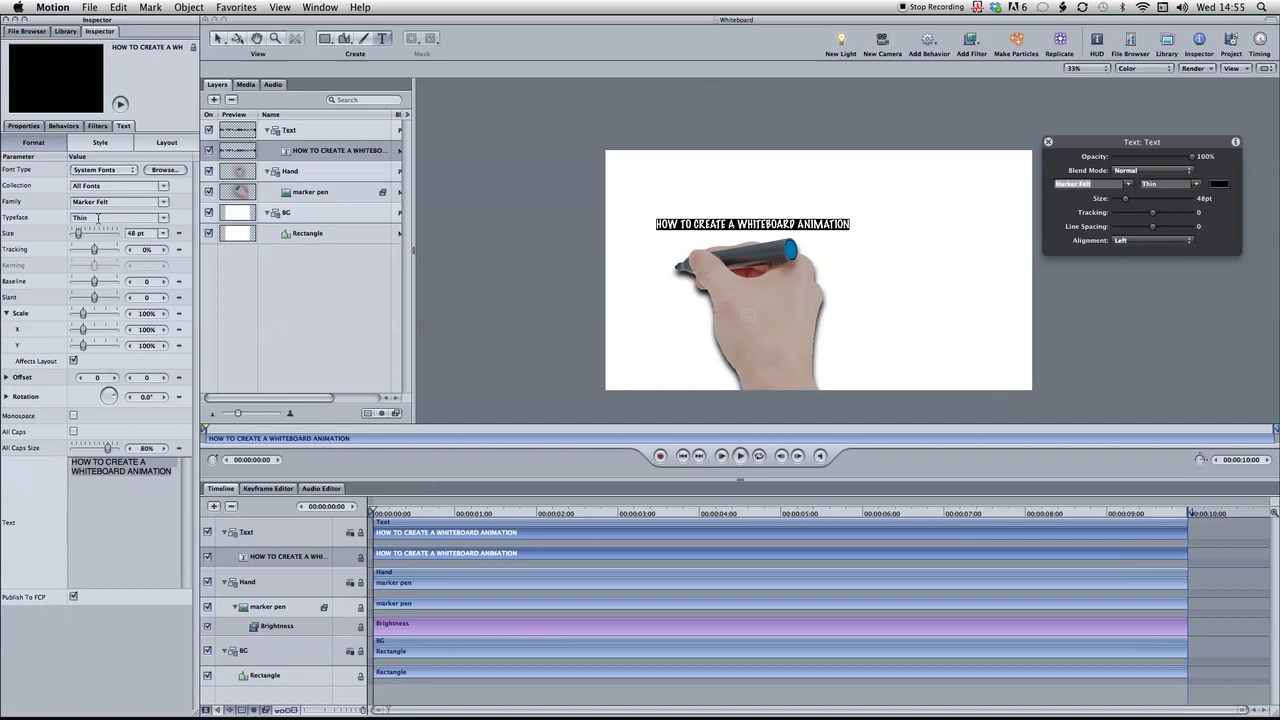 Motion File Edit Mark Object Favorites View Window Help Stop Recording 6 Wed 14:55
Inspector Whiteboard
File Browser Library Inspector
HOW TO CREATE A WH
View Create Mask New Light New Camera Add Behavior Add Filter Make Particles Replicate HUD File Browser Library Inspector Project Timing
33% Color Render View
Layers Media Audio
Search
On Preview Name Bl
Properties Behaviors Filters Text
Format Style Layout
Parameter Value
Font Type System Fonts Browse...
Collection All Fonts
Family Marker Felt
Typeface Thin
Size 48 pt
Tracking 0%
Kerning
Baseline 0
Slant 0
Scale 100%
X 100%
Y 100%
Affects Layout
Offset 0 0
Rotation 0.0°
Monospace
All Caps
All Caps Size 80%
HOW TO CREATE A
WHITEBOARD ANIMATION
Text
Publish To FCP
Text
HOW TO CREATE A WHITEBO...
Hand
marker pen
BG
Rectangle
HOW TO CREATE A WHITEBOARD ANIMATION
Text: Text
Opacity: 100%
Blend Mode: Normal
Marker Felt Thin
Size: 48pt
Tracking: 0
Line Spacing: 0
Alignment: Left
HOW TO CREATE A WHITEBOARD ANIMATION
00:00:00:00 00:00:10:00
Timeline Keyframe Editor Audio Editor
00:00:00:00 00:00:00:00 00:00:01:00 00:00:02:00 00:00:03:00 00:00:04:00 00:00:05:00 00:00:06:00 00:00:07:00 00:00:08:00 00:00:09:00 00:00:10:00
Text
Text HOW TO CREATE A WHITEBOARD ANIMATION
HOW TO CREATE A WHI... HOW TO CREATE A WHITEBOARD ANIMATION
Hand
Hand marker pen
marker pen marker pen
Brightness Brightness
BG
BG Rectangle
Rectangle Rectangle